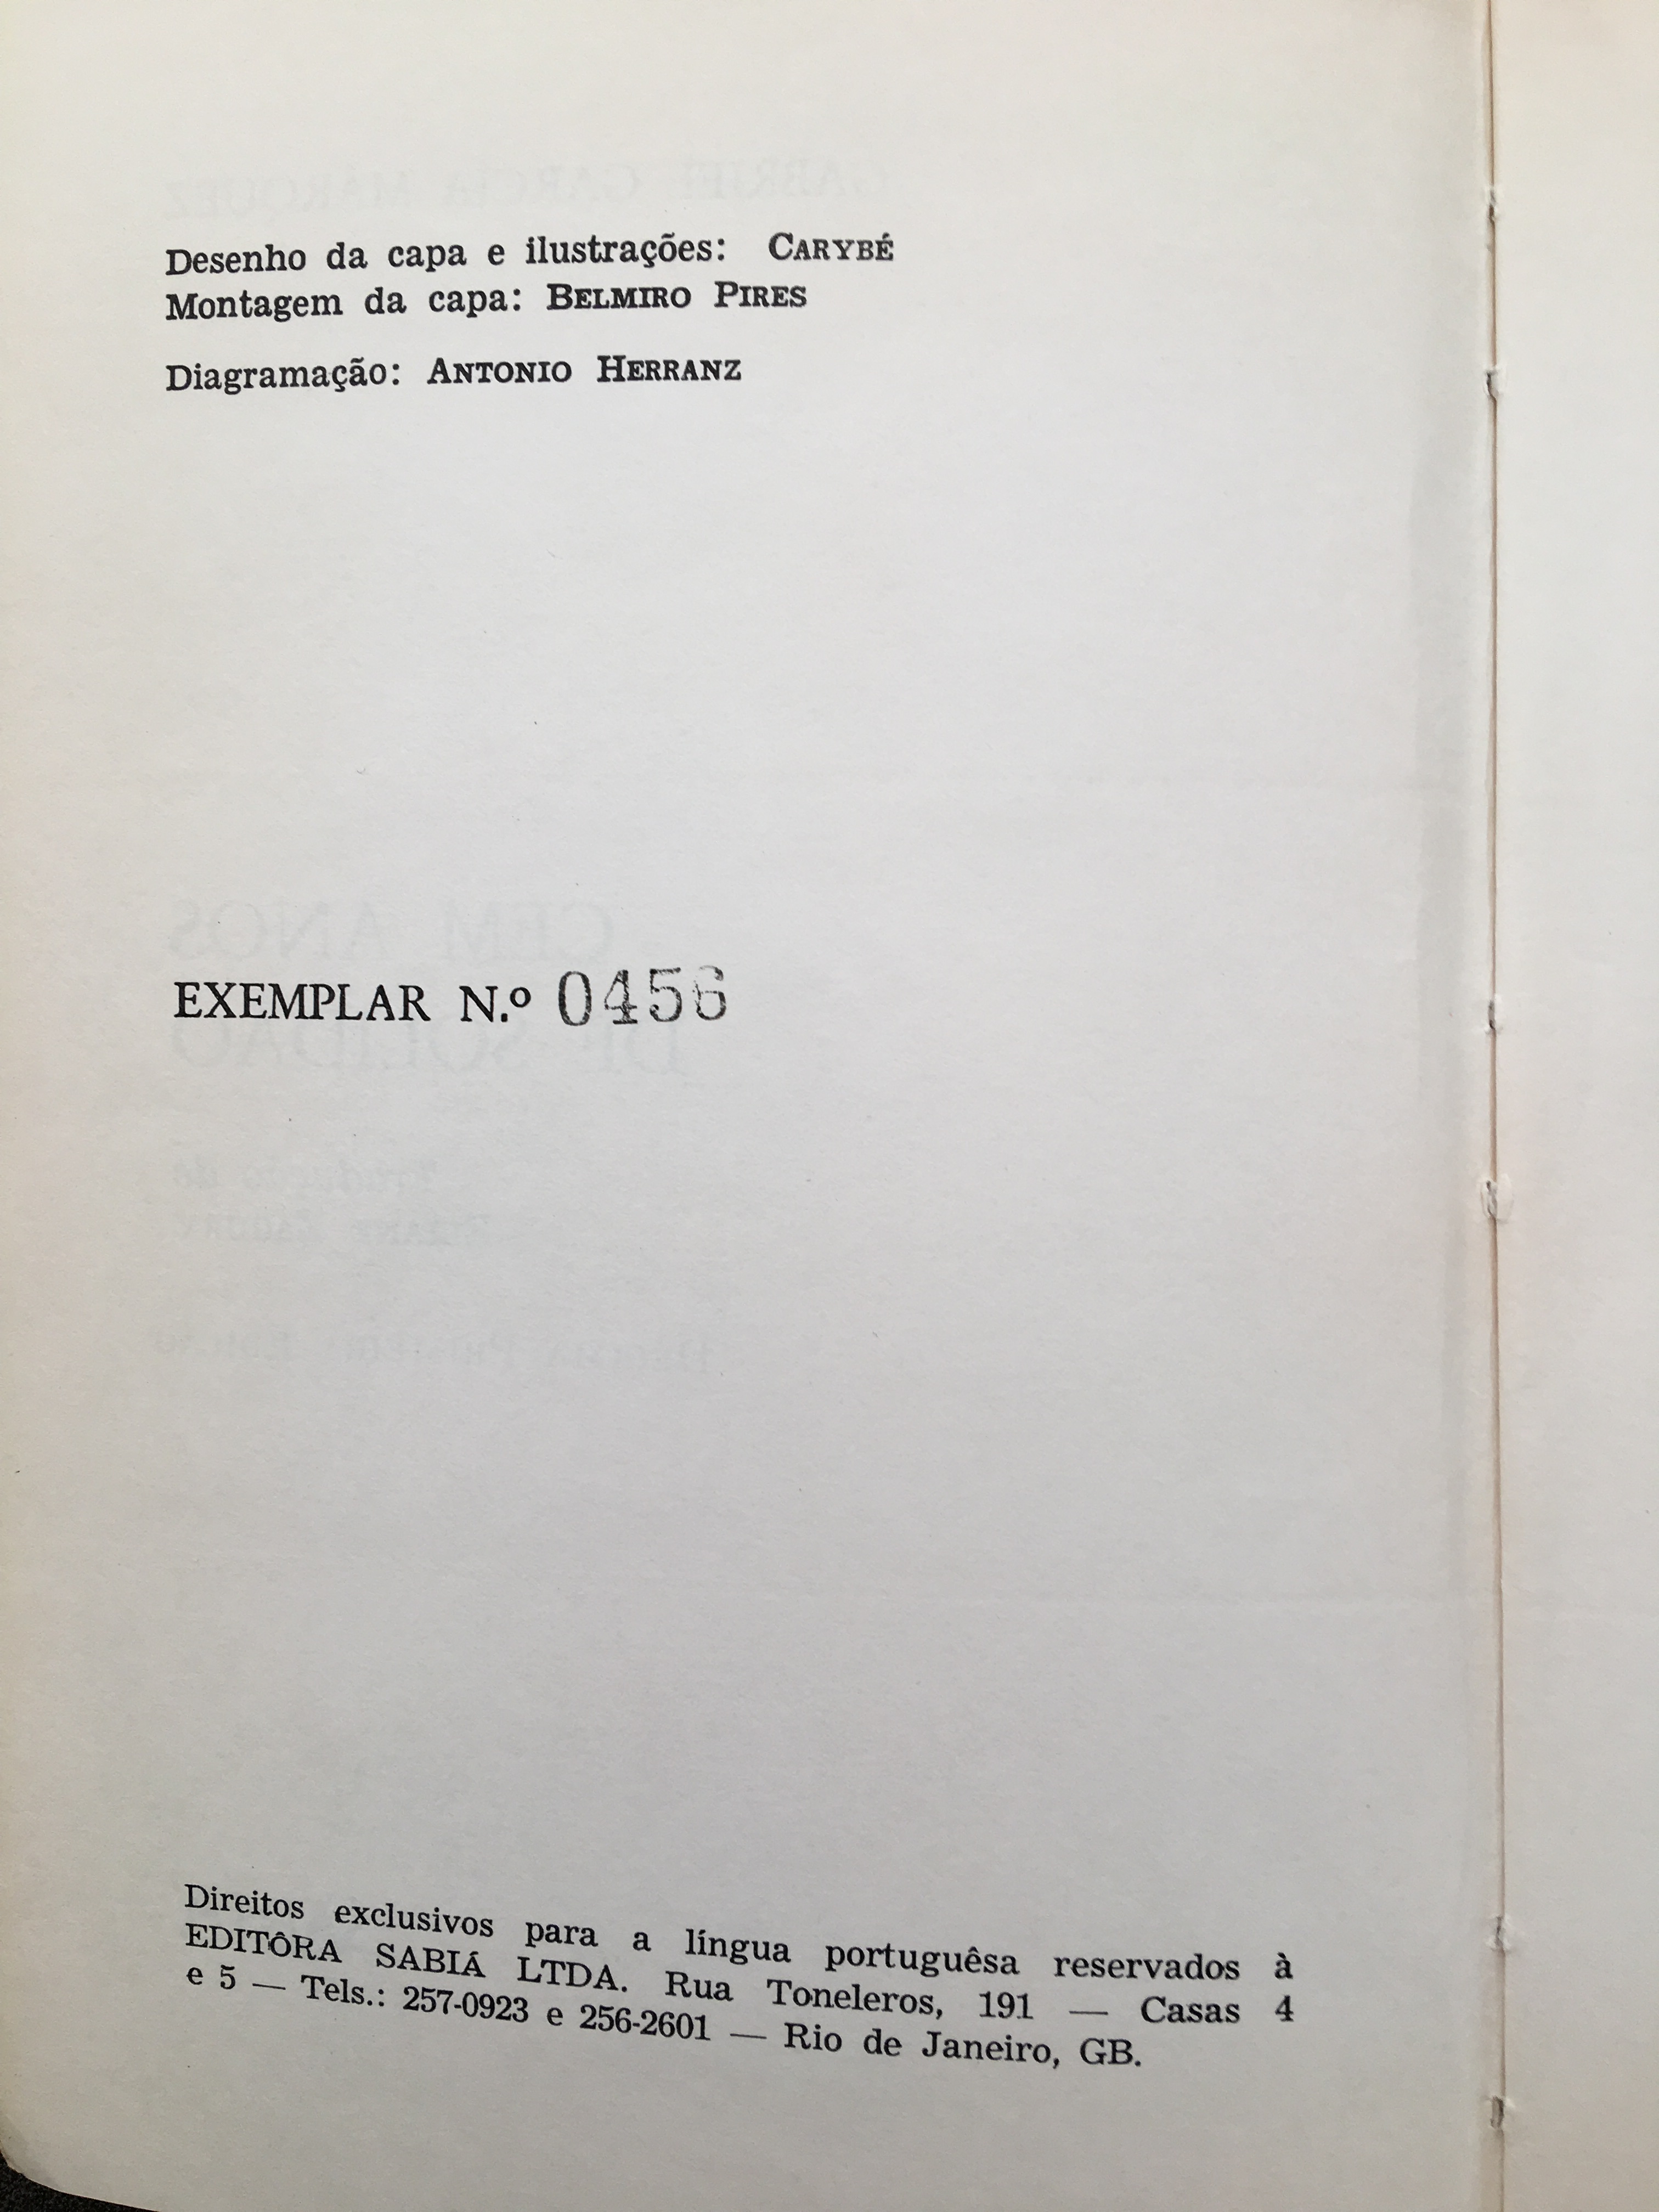 Desenho da capa e ilustrações: CARYBÉ
Montagem da capa: BELMIRO PIRES
Diagramação: ANTONIO HERRANZ
EXEMPLAR N.º 0456
Direitos exclusivos para a língua portuguêsa reservados à
EDITÔRA SABIÁ LTDA. Rua Toneleros, 191 — Casas 4
e 5 — Tels.: 257-0923 e 256-2601 — Rio de Janeiro, GB.